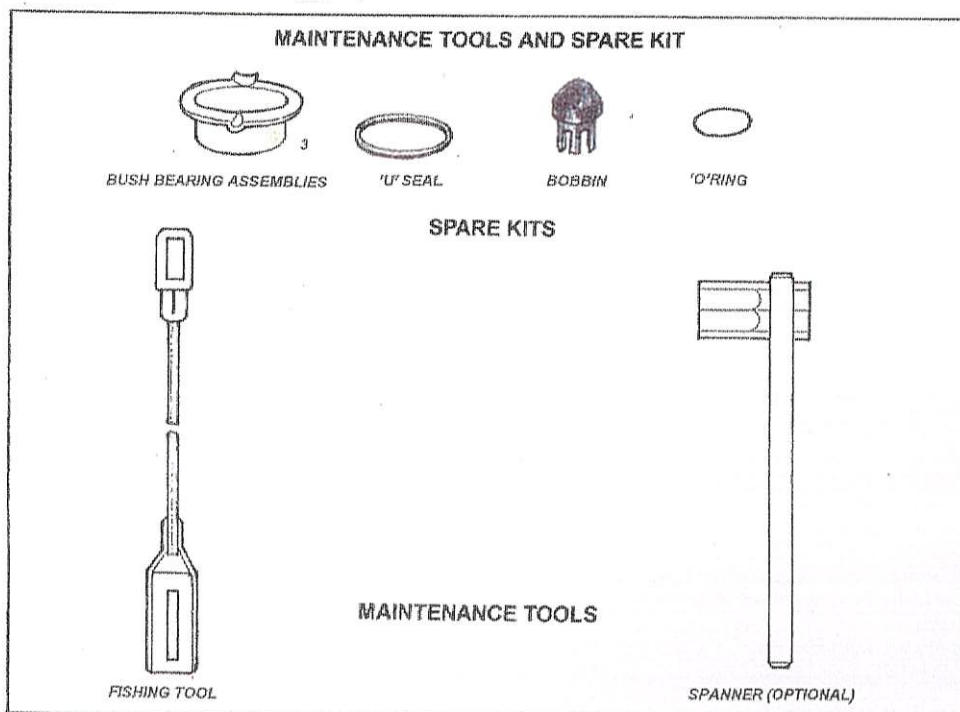 MAINTENANCE TOOLS AND SPARE KIT
3
BUSH BEARING ASSEMBLIES 'U' SEAL BOBBIN 'O'RING
SPARE KITS
MAINTENANCE TOOLS
FISHING TOOL SPANNER (OPTIONAL)